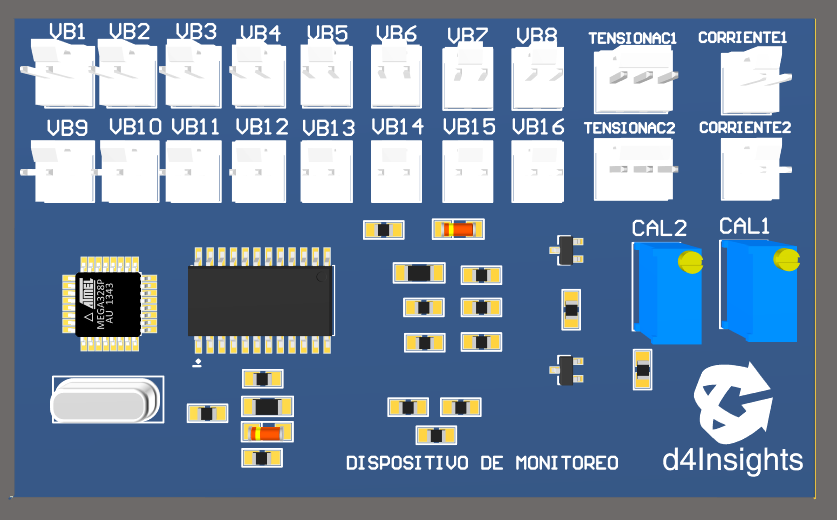 VB1 VB2 VB3 VB4 VB5 VB6 VB7 VB8 TENSIONAC1 CORRIENTE1
VB9 VB10 VB11 VB12 VB13 VB14 VB15 VB16 TENSIONAC2 CORRIENTE2
CAL2 CAL1
ATMEL
MEGA328P
AU 1343
d4Insights
DISPOSITIVO DE MONITOREO